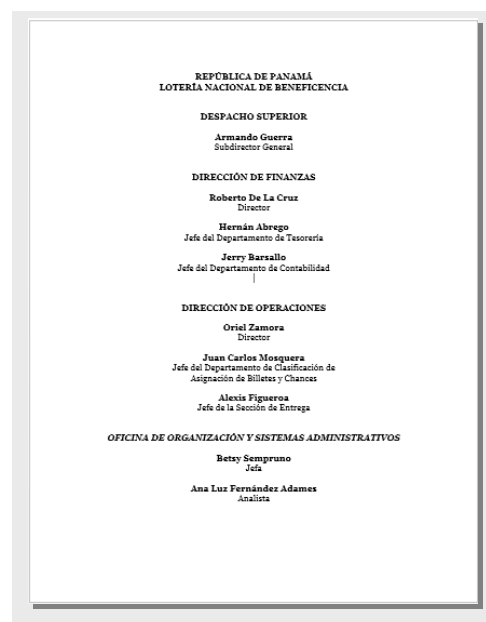 REPÚBLICA DE PANAMÁ
LOTERÍA NACIONAL DE BENEFICENCIA
DESPACHO SUPERIOR
Armando Guerra
Subdirector General
DIRECCIÓN DE FINANZAS
Roberto De La Cruz
Director
Hernán Abrego
Jefe del Departamento de Tesorería
Jerry Barsallo
Jefe del Departamento de Contabilidad
DIRECCIÓN DE OPERACIONES
Oriel Zamora
Director
Juan Carlos Mosquera
Jefe del Departamento de Clasificación de
Asignación de Billetes y Chances
Alexis Figueroa
Jefe de la Sección de Entrega
OFICINA DE ORGANIZACIÓN Y SISTEMAS ADMINISTRATIVOS
Betsy Sempruno
Jefa
Ana Luz Fernández Adames
Analista